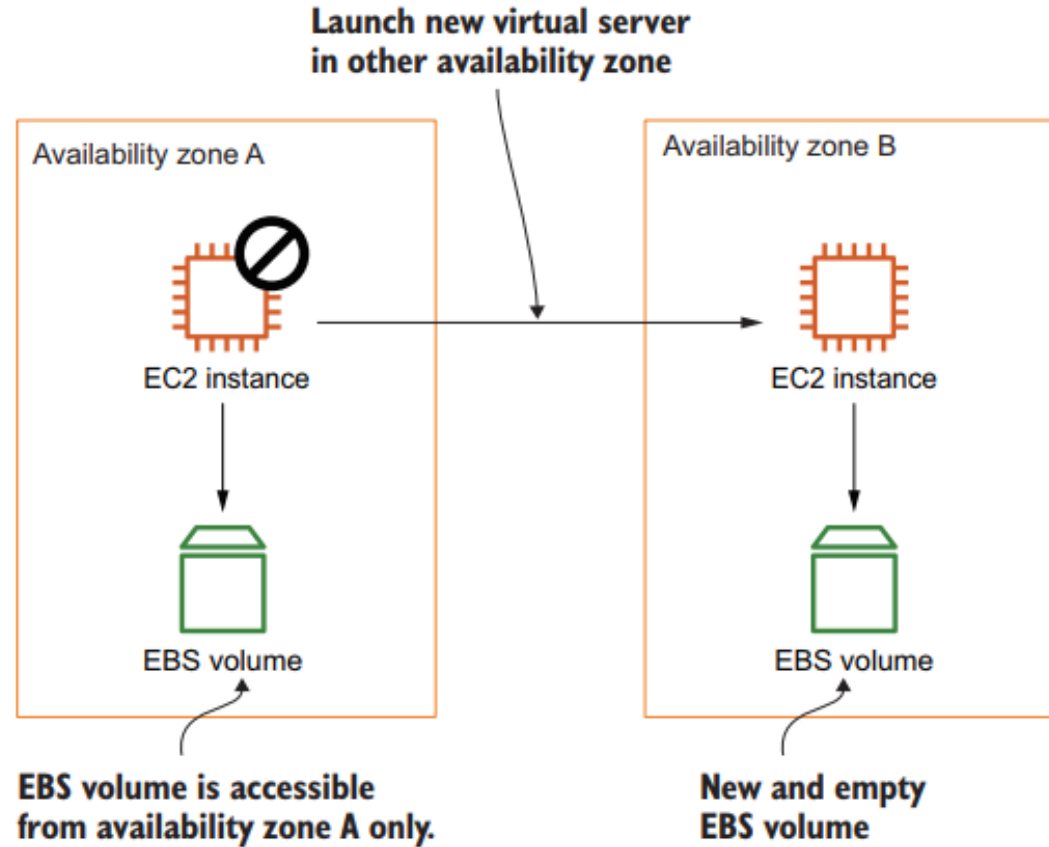 Launch new virtual server
in other availability zone
Availability zone A
Availability zone B
EC2 instance
EC2 instance
EBS volume
EBS volume
EBS volume is accessible
from availability zone A only.
New and empty
EBS volume